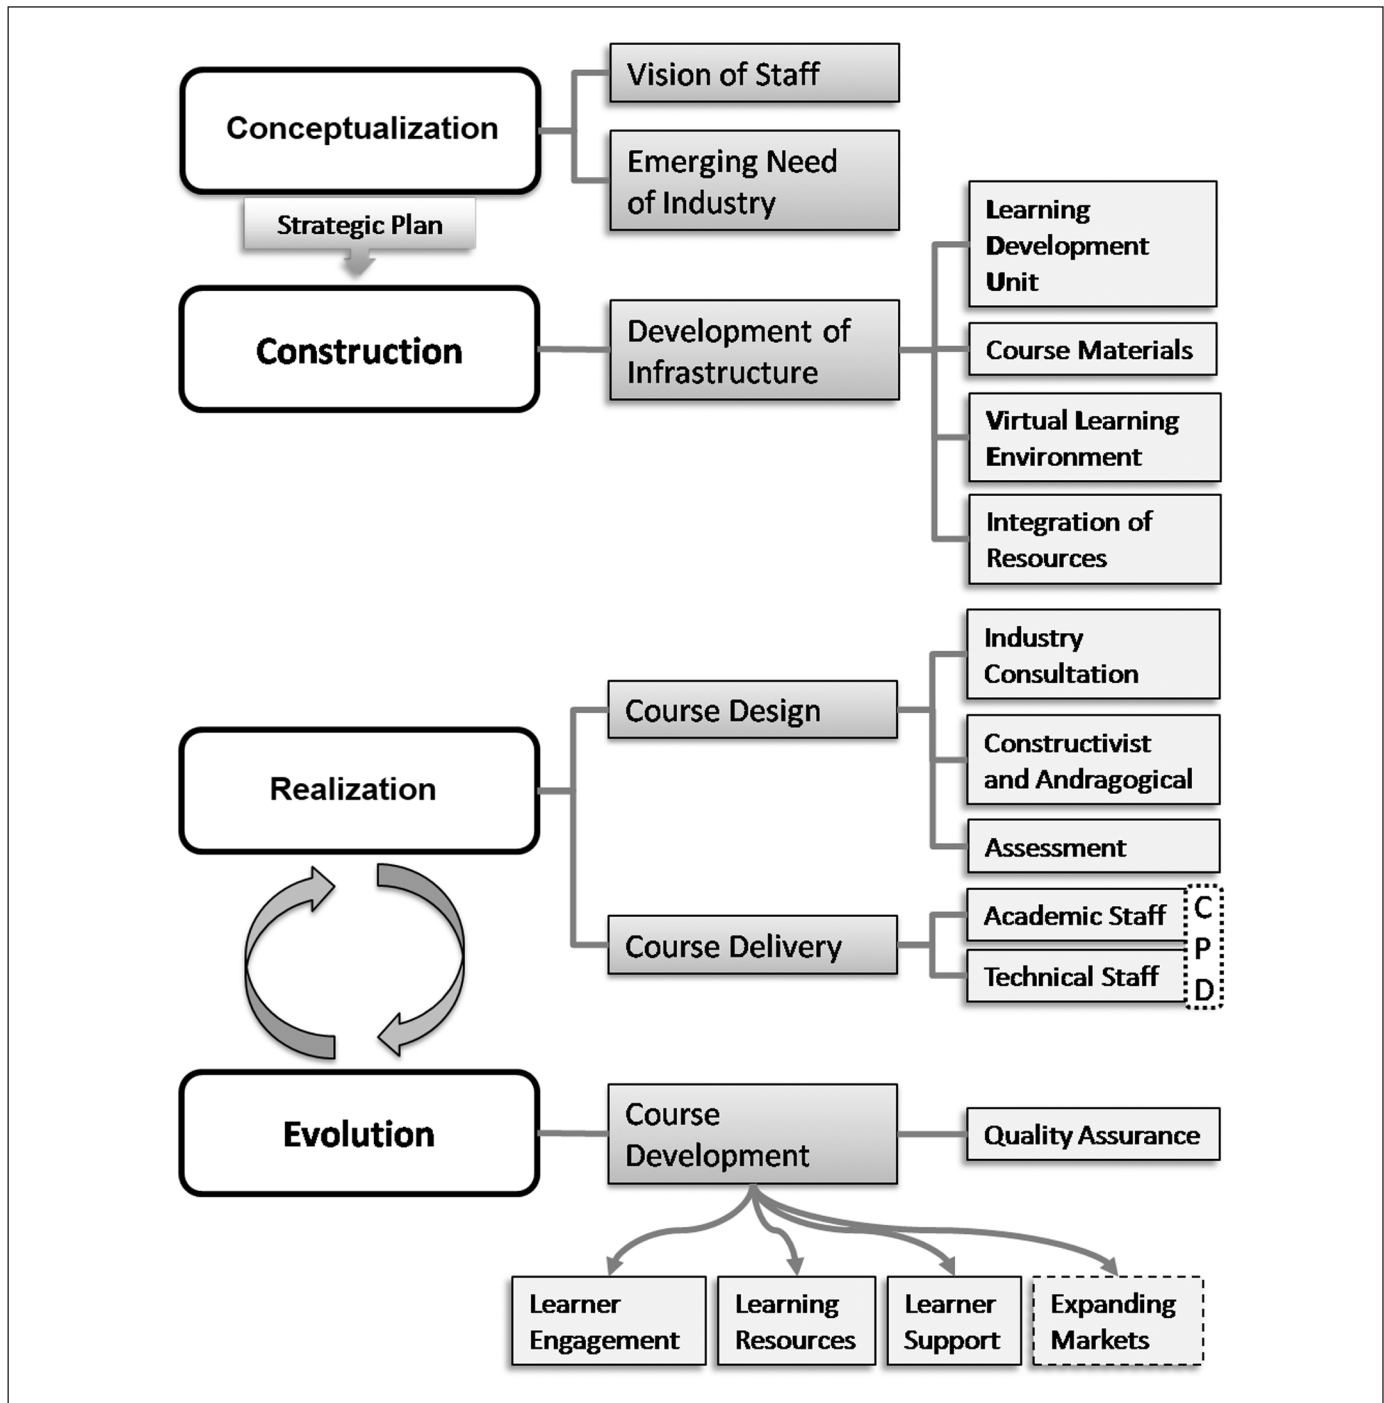 Conceptualization
Vision of Staff
Emerging Need
of Industry
Strategic Plan
Construction
Development of
Infrastructure
Learning
Development
Unit
Course Materials
Virtual Learning
Environment
Integration of
Resources
Realization
Course Design
Industry
Consultation
Constructivist
and Andragogical
Assessment
Course Delivery
Academic Staff
Technical Staff
C
P
D
Evolution
Course
Development
Quality Assurance
Learner
Engagement
Learning
Resources
Learner
Support
Expanding
Markets